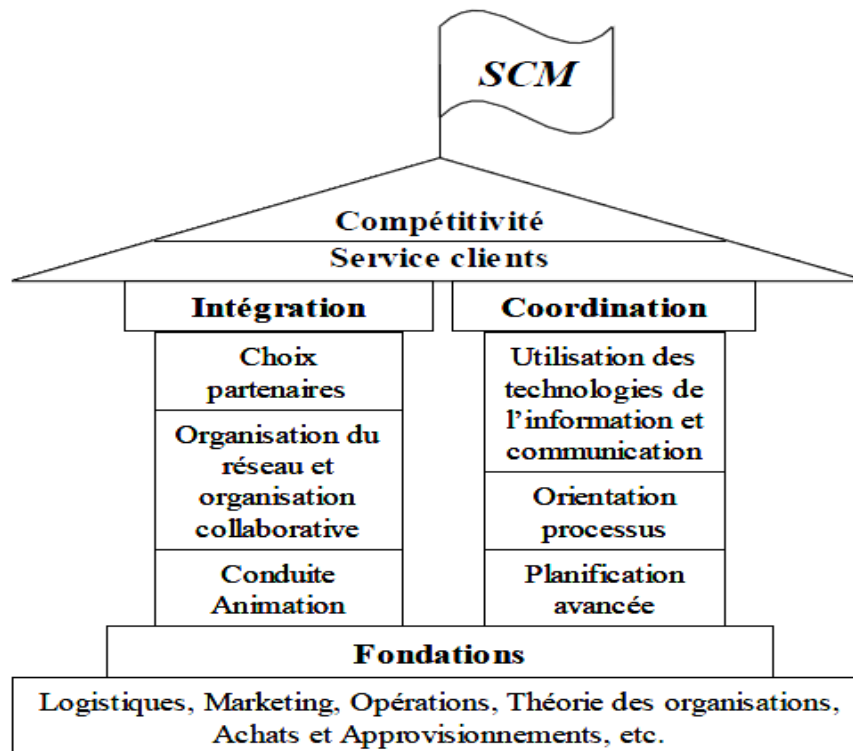 SCM
Compétitivité
Service clients
Intégration
Choix
partenaires
Organisation du
réseau et
organisation
collaborative
Conduite
Animation
Coordination
Utilisation des
technologies de
l'information et
communication
Orientation
processus
Planification
avancée
Fondations
Logistiques, Marketing, Opérations, Théorie des organisations,
Achats et Approvisionnements, etc.